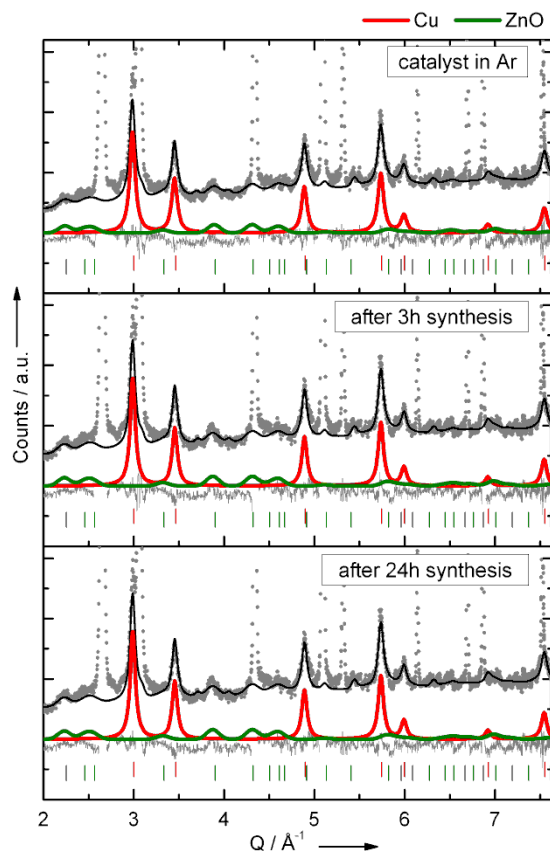 Cu ZnO
catalyst in Ar
after 3h synthesis
after 24h synthesis
Counts / a.u.
2 3 4 5 6 7
Q / Å⁻¹